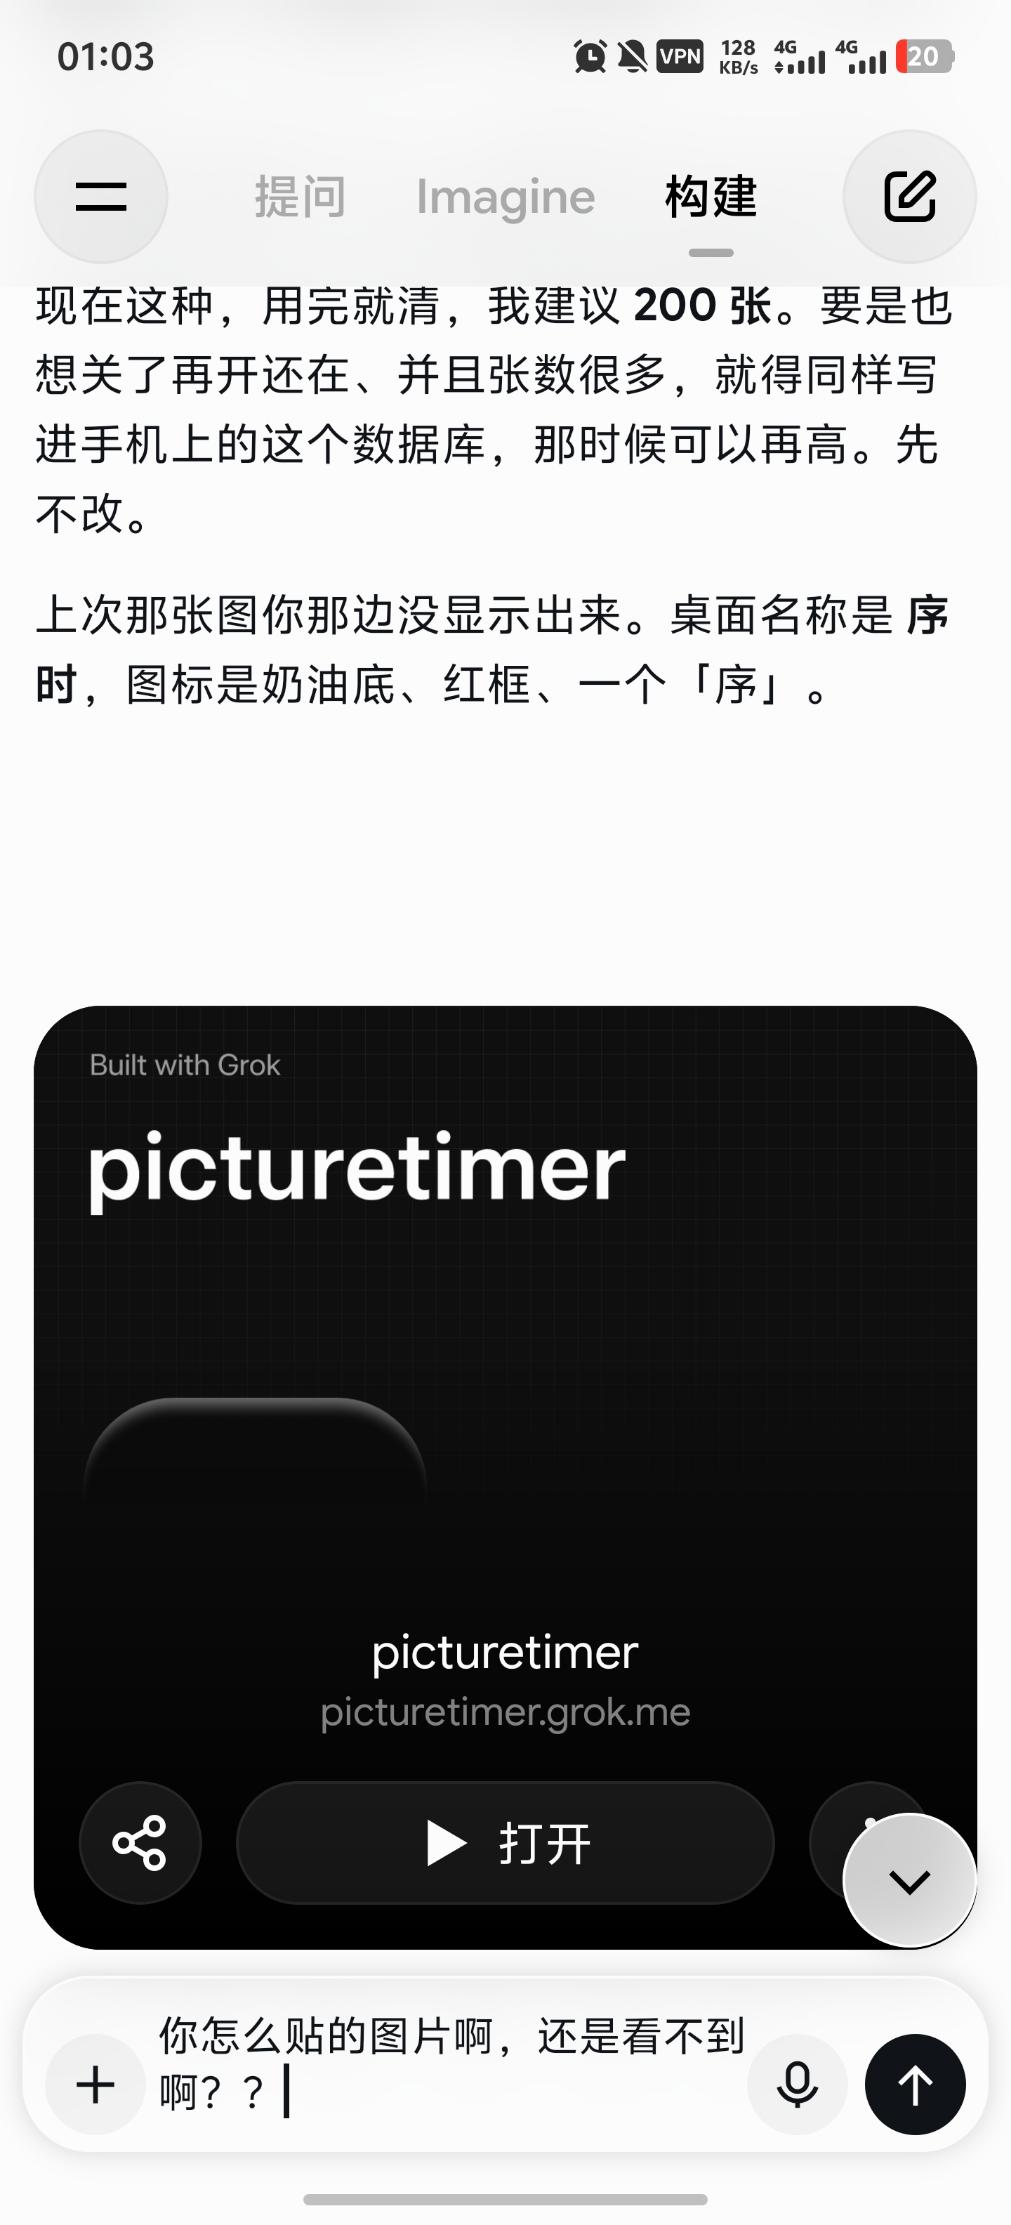 01:03
VPN
128
KB/s
4G
4G
20
提问
Imagine
构建
现在这种，用完就清，我建议 200 张。要是也
想关了再开还在、并且张数很多，就得同样写
进手机上的这个数据库，那时候可以再高。先
不改。
上次那张图你那边没显示出来。桌面名称是 序
时，图标是奶油底、红框、一个「序」。
Built with Grok
picturetimer
picturetimer
picturetimer.grok.me
打开
你怎么贴的图片啊，还是看不到
啊？？